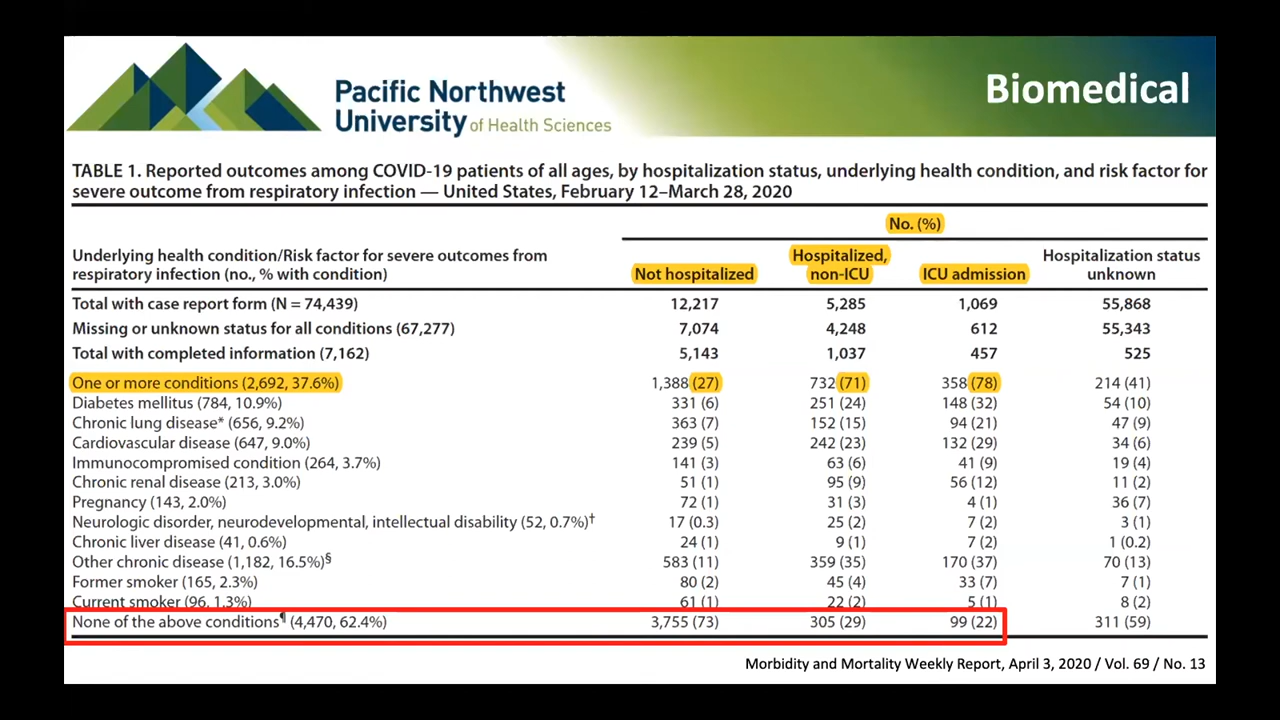 Pacific Northwest
University of Health Sciences
Biomedical
TABLE 1. Reported outcomes among COVID-19 patients of all ages, by hospitalization status, underlying health condition, and risk factor for
severe outcome from respiratory infection — United States, February 12–March 28, 2020
No. (%)
Underlying health condition/Risk factor for severe outcomes from
respiratory infection (no., % with condition)
Not hospitalized
Hospitalized,
non-ICU
ICU admission
Hospitalization status
unknown
Total with case report form (N = 74,439) 12,217 5,285 1,069 55,868
Missing or unknown status for all conditions (67,277) 7,074 4,248 612 55,343
Total with completed information (7,162) 5,143 1,037 457 525
One or more conditions (2,692, 37.6%) 1,388 (27) 732 (71) 358 (78) 214 (41)
Diabetes mellitus (784, 10.9%) 331 (6) 251 (24) 148 (32) 54 (10)
Chronic lung disease* (656, 9.2%) 363 (7) 152 (15) 94 (21) 47 (9)
Cardiovascular disease (647, 9.0%) 239 (5) 242 (23) 132 (29) 34 (6)
Immunocompromised condition (264, 3.7%) 141 (3) 63 (6) 41 (9) 19 (4)
Chronic renal disease (213, 3.0%) 51 (1) 95 (9) 56 (12) 11 (2)
Pregnancy (143, 2.0%) 72 (1) 31 (3) 4 (1) 36 (7)
Neurologic disorder, neurodevelopmental, intellectual disability (52, 0.7%)† 17 (0.3) 25 (2) 7 (2) 3 (1)
Chronic liver disease (41, 0.6%) 24 (1) 9 (1) 7 (2) 1 (0.2)
Other chronic disease (1,182, 16.5%)§ 583 (11) 359 (35) 170 (37) 70 (13)
Former smoker (165, 2.3%) 80 (2) 45 (4) 33 (7) 7 (1)
Current smoker (96, 1.3%) 61 (1) 22 (2) 5 (1) 8 (2)
None of the above conditions¶ (4,470, 62.4%) 3,755 (73) 305 (29) 99 (22) 311 (59)
Morbidity and Mortality Weekly Report, April 3, 2020 / Vol. 69 / No. 13